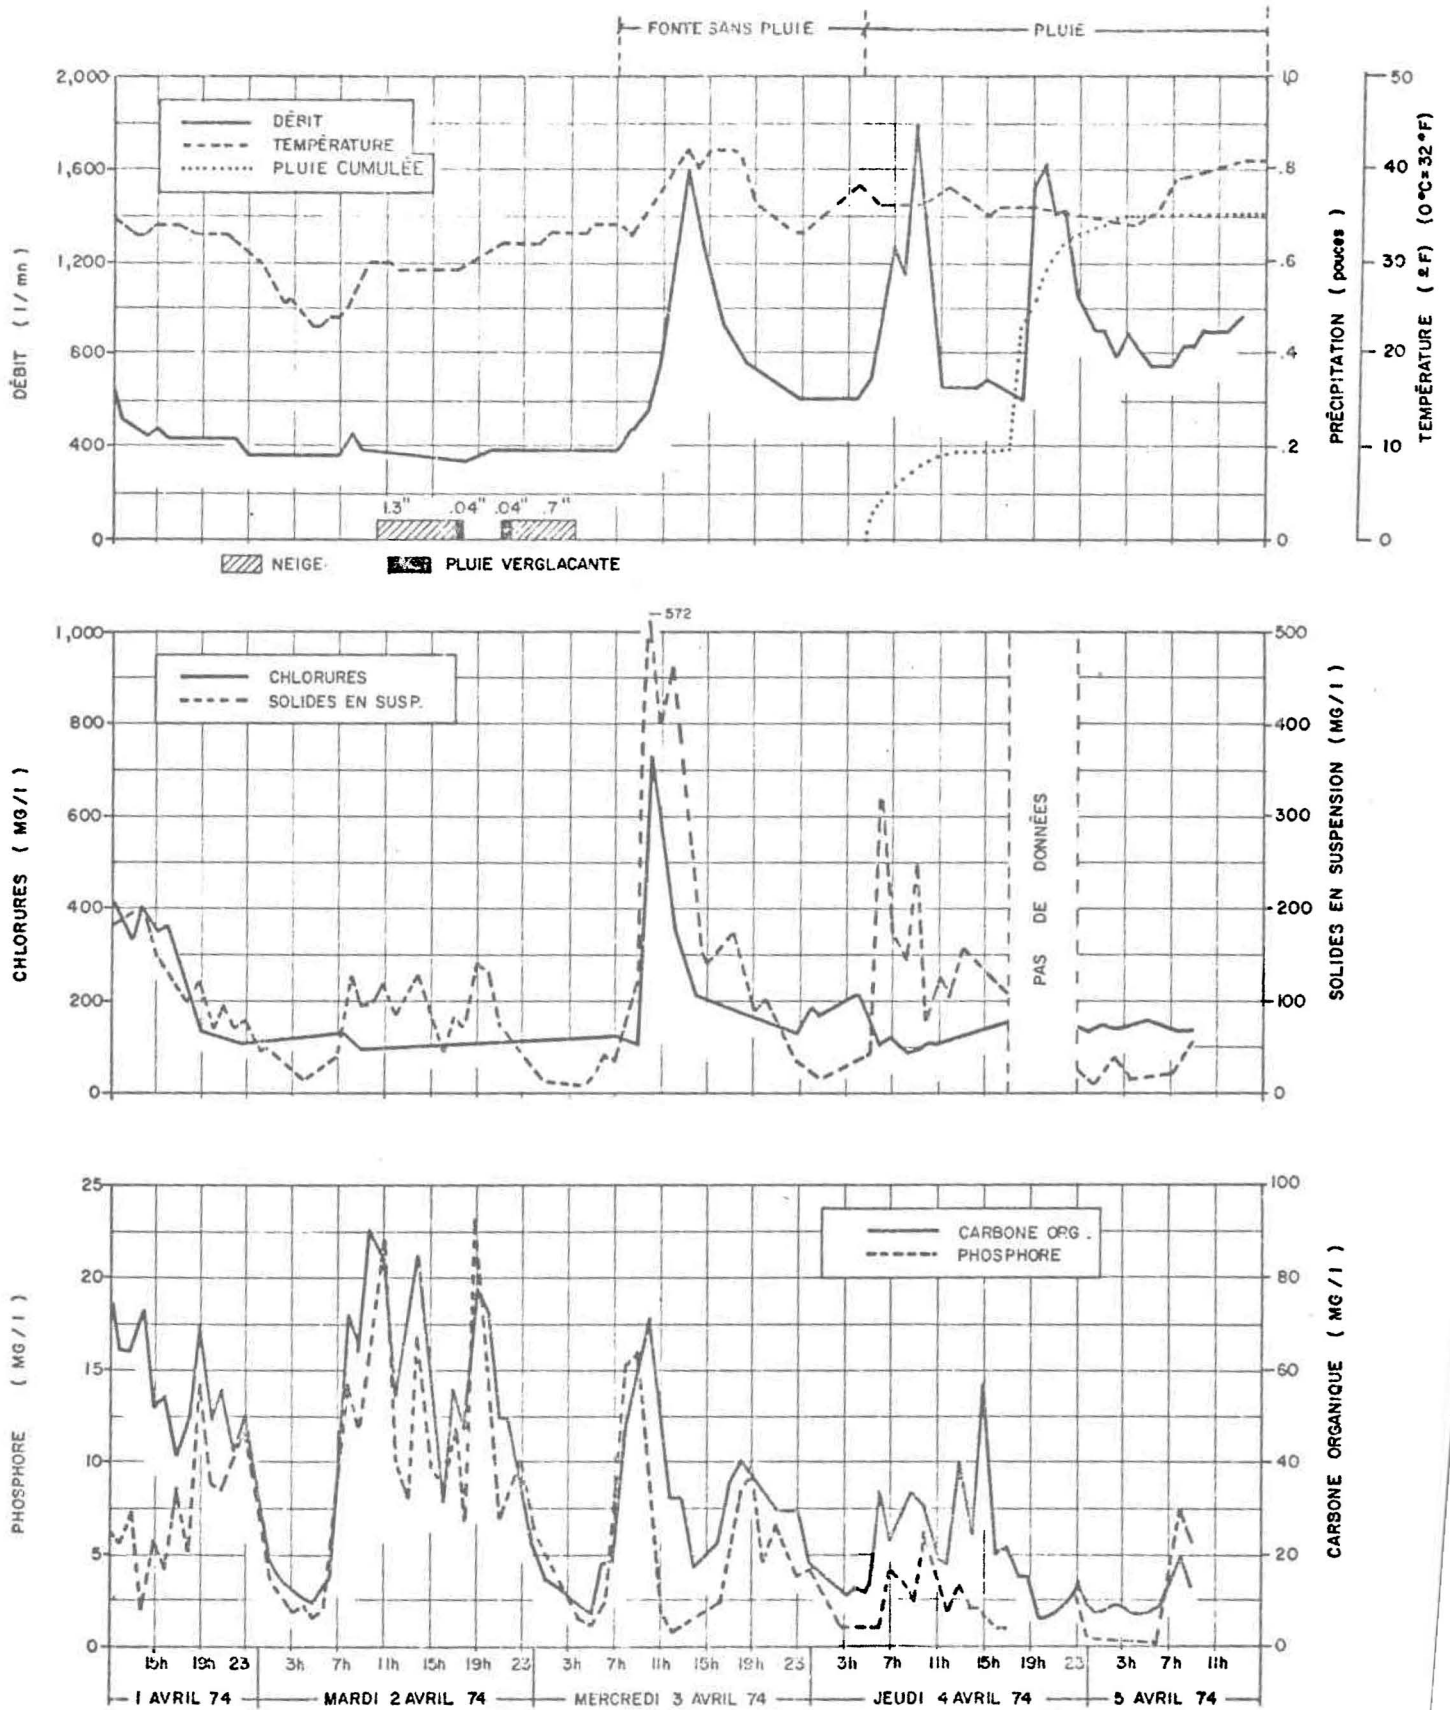 FONTE SANS PLUIE
PLUIE
2,000
1,600
1,200
800
400
0
DÉBIT ( l / mn )
DÉBIT
TEMPÉRATURE
PLUIE CUMULÉE
1.0
.8
.6
.4
.2
0
PRÉCIPITATION ( pouces )
50
40
30
20
10
0
TEMPÉRATURE ( ºF) (0°C=32°F)
1.3" .04" .04" .7"
NEIGE
PLUIE VERGLACANTE
572
1,000
800
600
400
200
0
CHLORURES ( MG/l )
CHLORURES
SOLIDES EN SUSP.
PAS DE DONNÉES
500
400
300
200
100
0
SOLIDES EN SUSPENSION (MG/l)
25
20
15
10
5
0
PHOSPHORE ( MG/l )
CARBONE ORG.
PHOSPHORE
100
80
60
40
20
0
CARBONE ORGANIQUE ( MG/l )
15h 19h 23 3h 7h 11h 15h 19h 23 3h 7h 11h 15h 19h 23 3h 7h 11h 15h 19h 23 3h 7h 11h
1 AVRIL 74 MARDI 2 AVRIL 74 MERCREDI 3 AVRIL 74 JEUDI 4 AVRIL 74 5 AVRIL 74